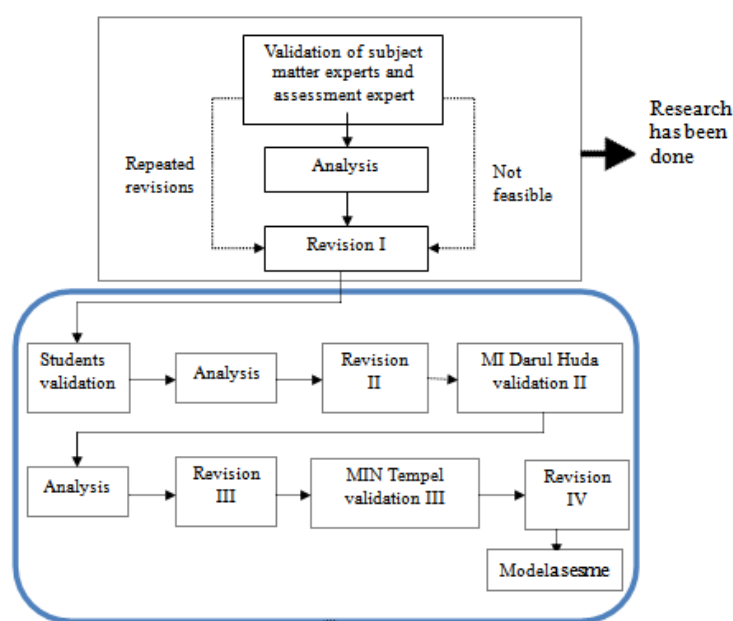 Validation of subject
matter experts and
assessment expert
Research
has been
done
Repeated
revisions
Analysis
Not
feasible
Revision I
Students
validation
Analysis
Revision
II
MI Darul Huda
validation II
Analysis
Revision
III
MIN Tempel
validation III
Revision
IV
Modelasesme